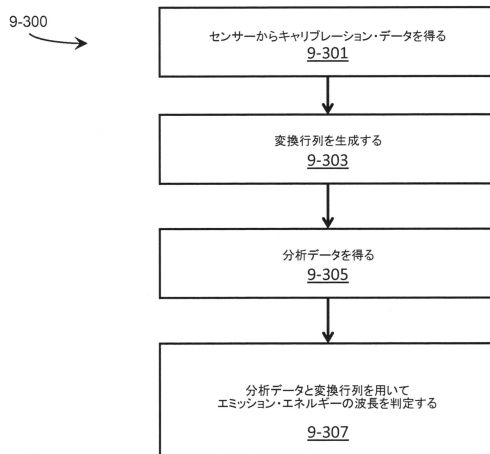 9-300
センサーからキャリブレーション・データを得る
9-301
変換行列を生成する
9-303
分析データを得る
9-305
分析データと変換行列を用いて
エミッション・エネルギーの波長を判定する
9-307